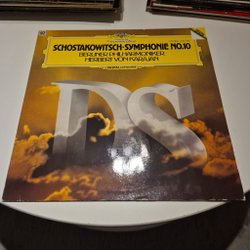 SCHOSTAKOWITSCH·SYMPHONIE NO.10
BERLINER PHILHARMONIKER
HERBERT VON KARAJAN
DS